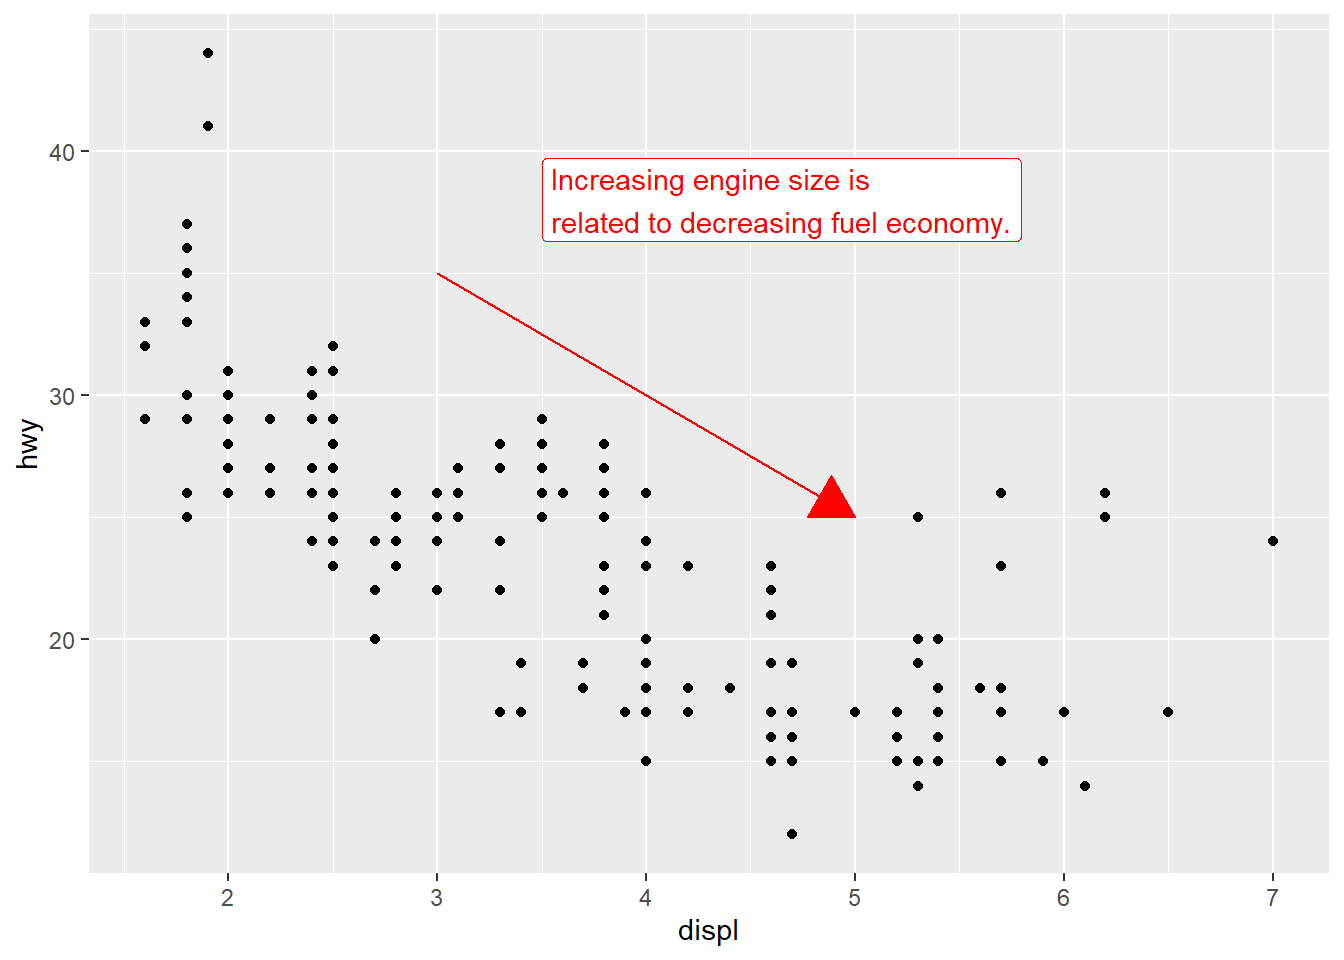 40
30
20
hwy
Increasing engine size is
related to decreasing fuel economy.
2 3 4 5 6 7
displ